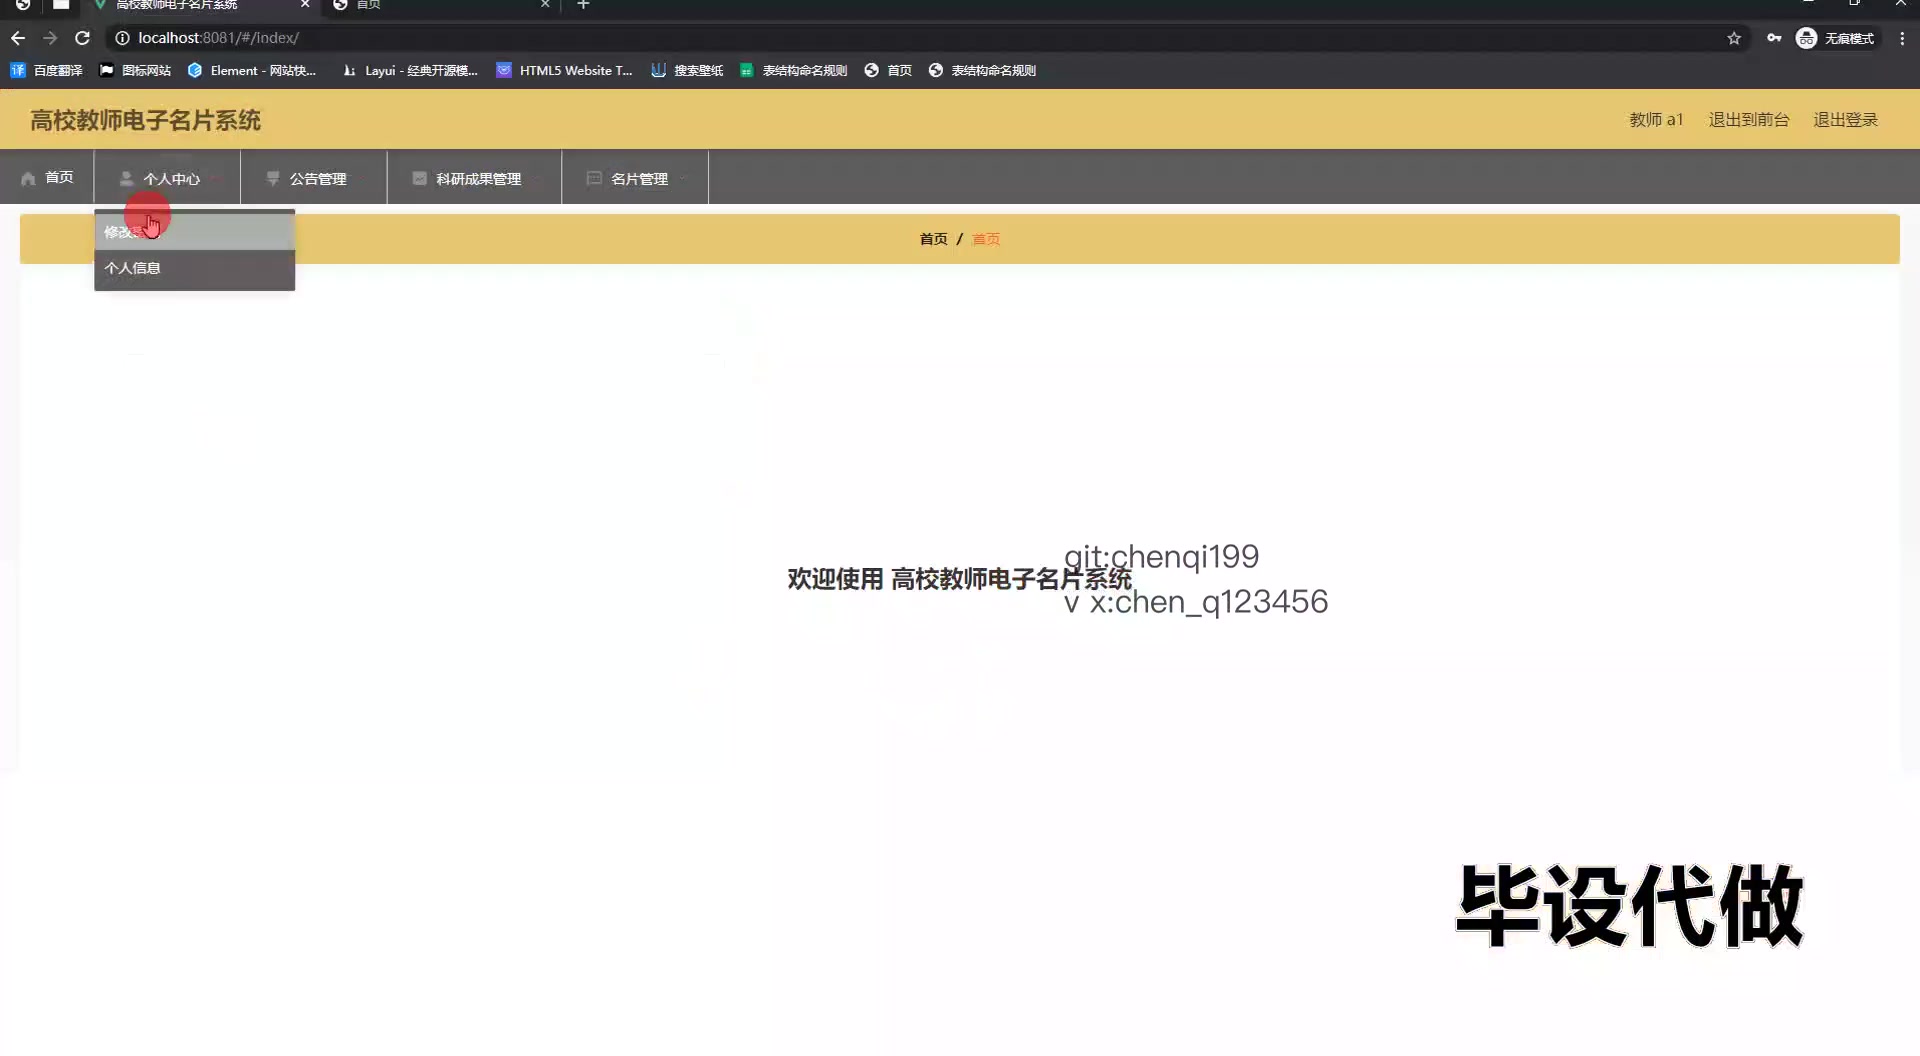 高校教师电子名片系统
首页
localhost:8081/#/index/
无痕模式
百度翻译
图标网站
Element - 网站快...
Layui - 经典开源模...
HTML5 Website T...
搜索壁纸
表结构命名规则
首页
表结构命名规则
高校教师电子名片系统
教师 a1
退出到前台
退出登录
首页
个人中心
公告管理
科研成果管理
名片管理
修改
个人信息
首页 / 首页
git:chenqi199
欢迎使用 高校教师电子名片系统
v x:chen_q123456
毕设代做